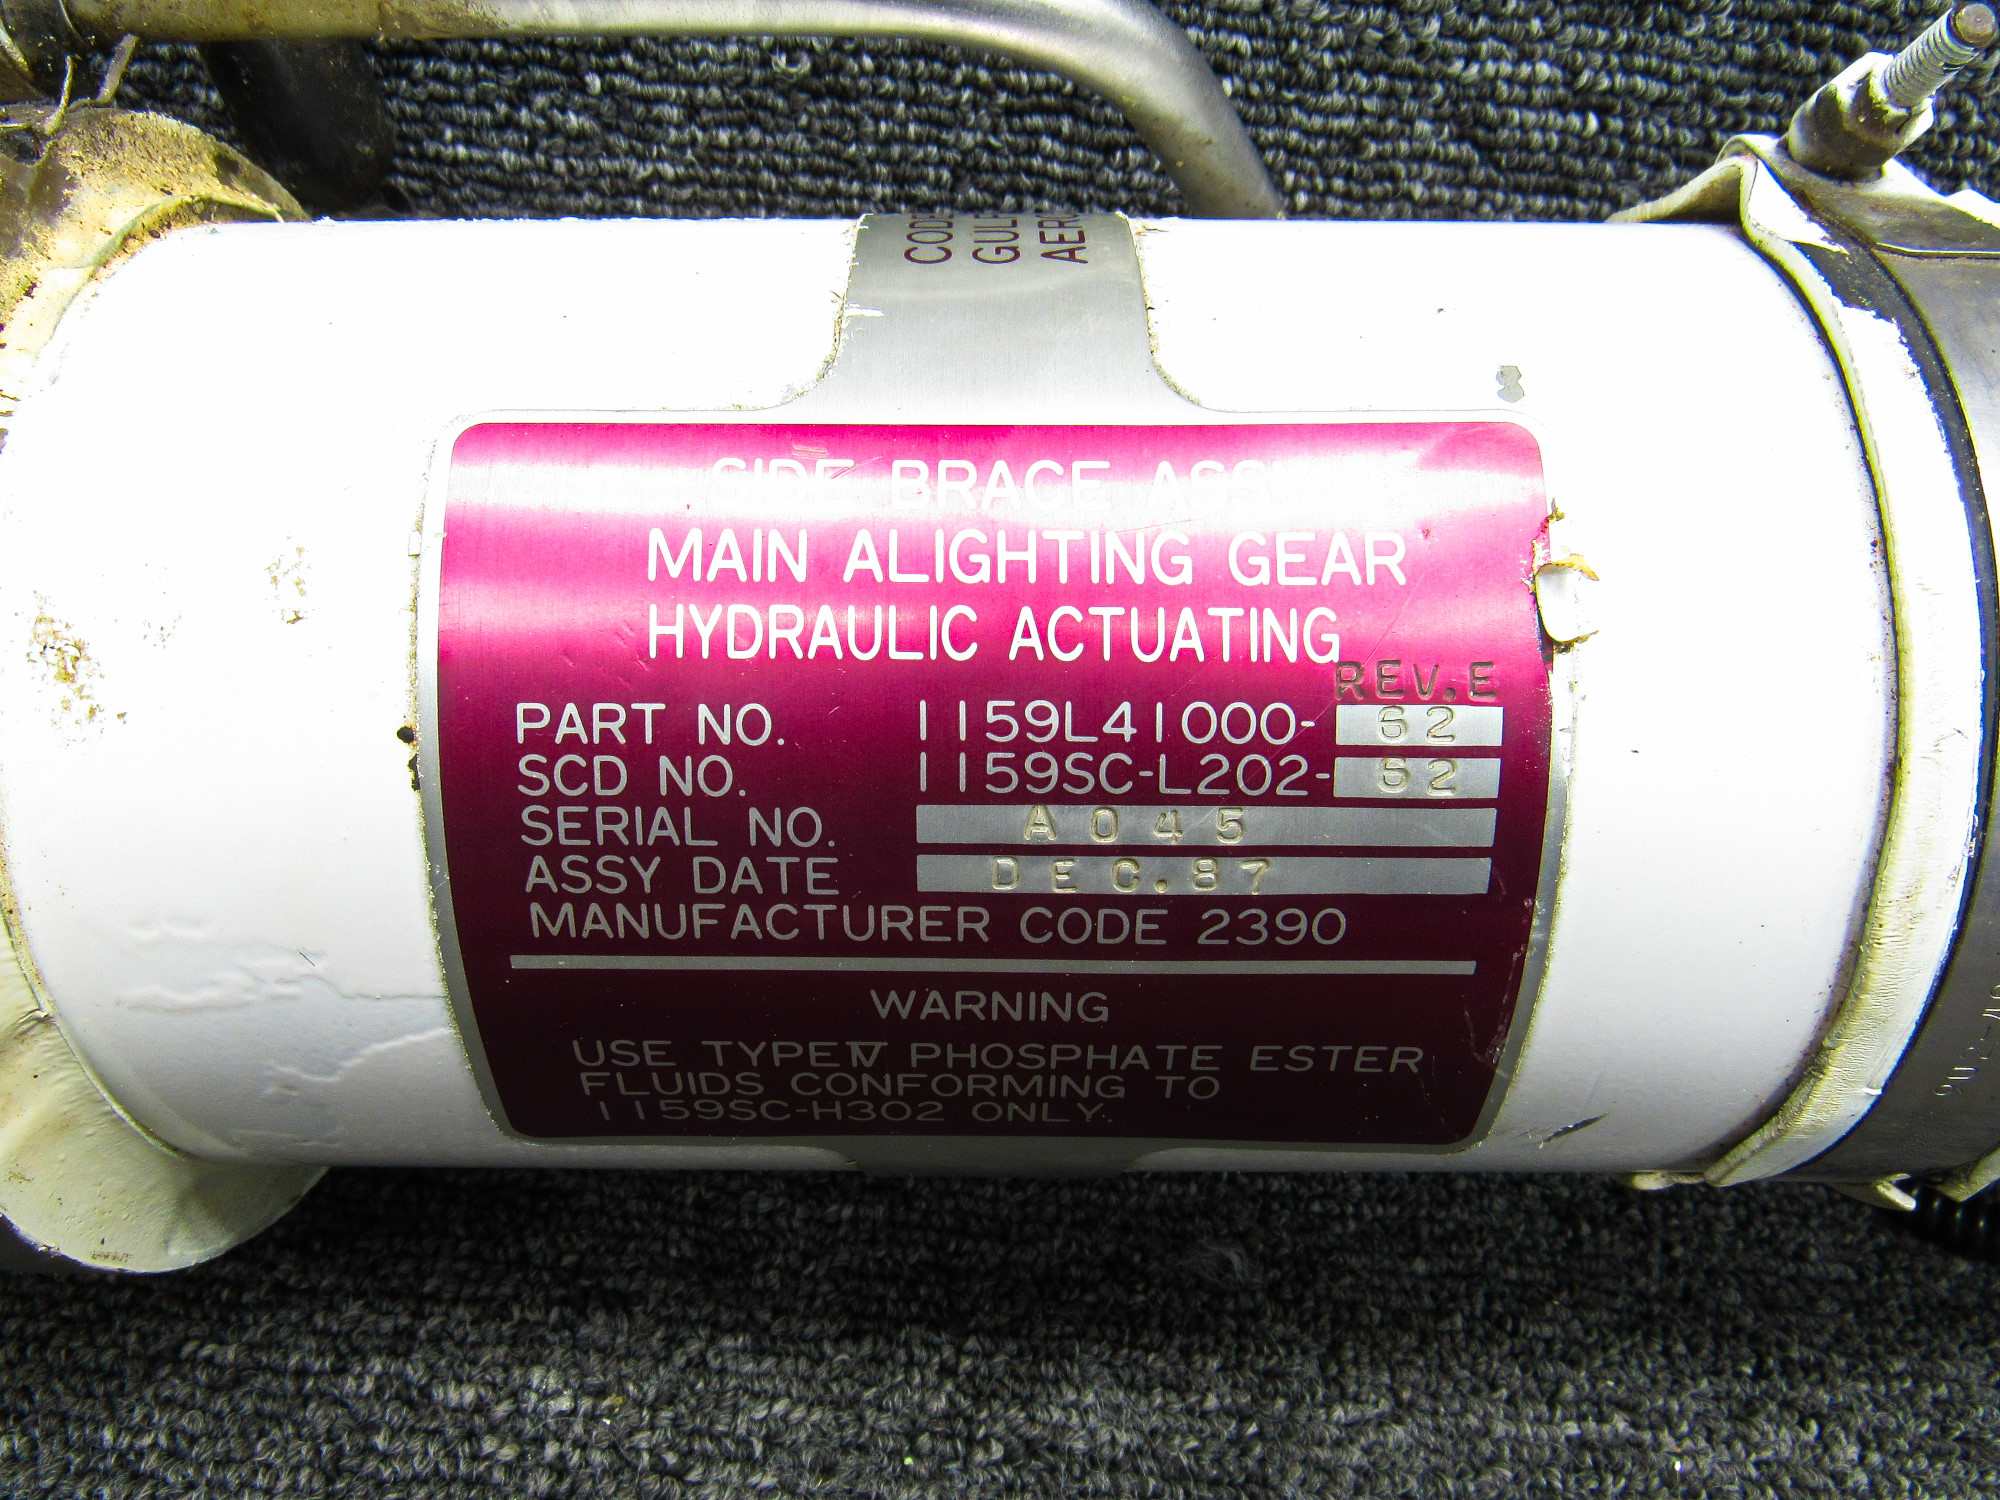 CODE
GULF
AERO
SIDE BRACE ASSY
MAIN ALIGHTING GEAR
HYDRAULIC ACTUATING
REV.E
PART NO. 1159L41000-62
SCD NO. 1159SC-L202-62
SERIAL NO. A045
ASSY DATE DEC.87
MANUFACTURER CODE 2390
WARNING
USE TYPE IV PHOSPHATE ESTER
FLUIDS CONFORMING TO
1159SC-H302 ONLY.